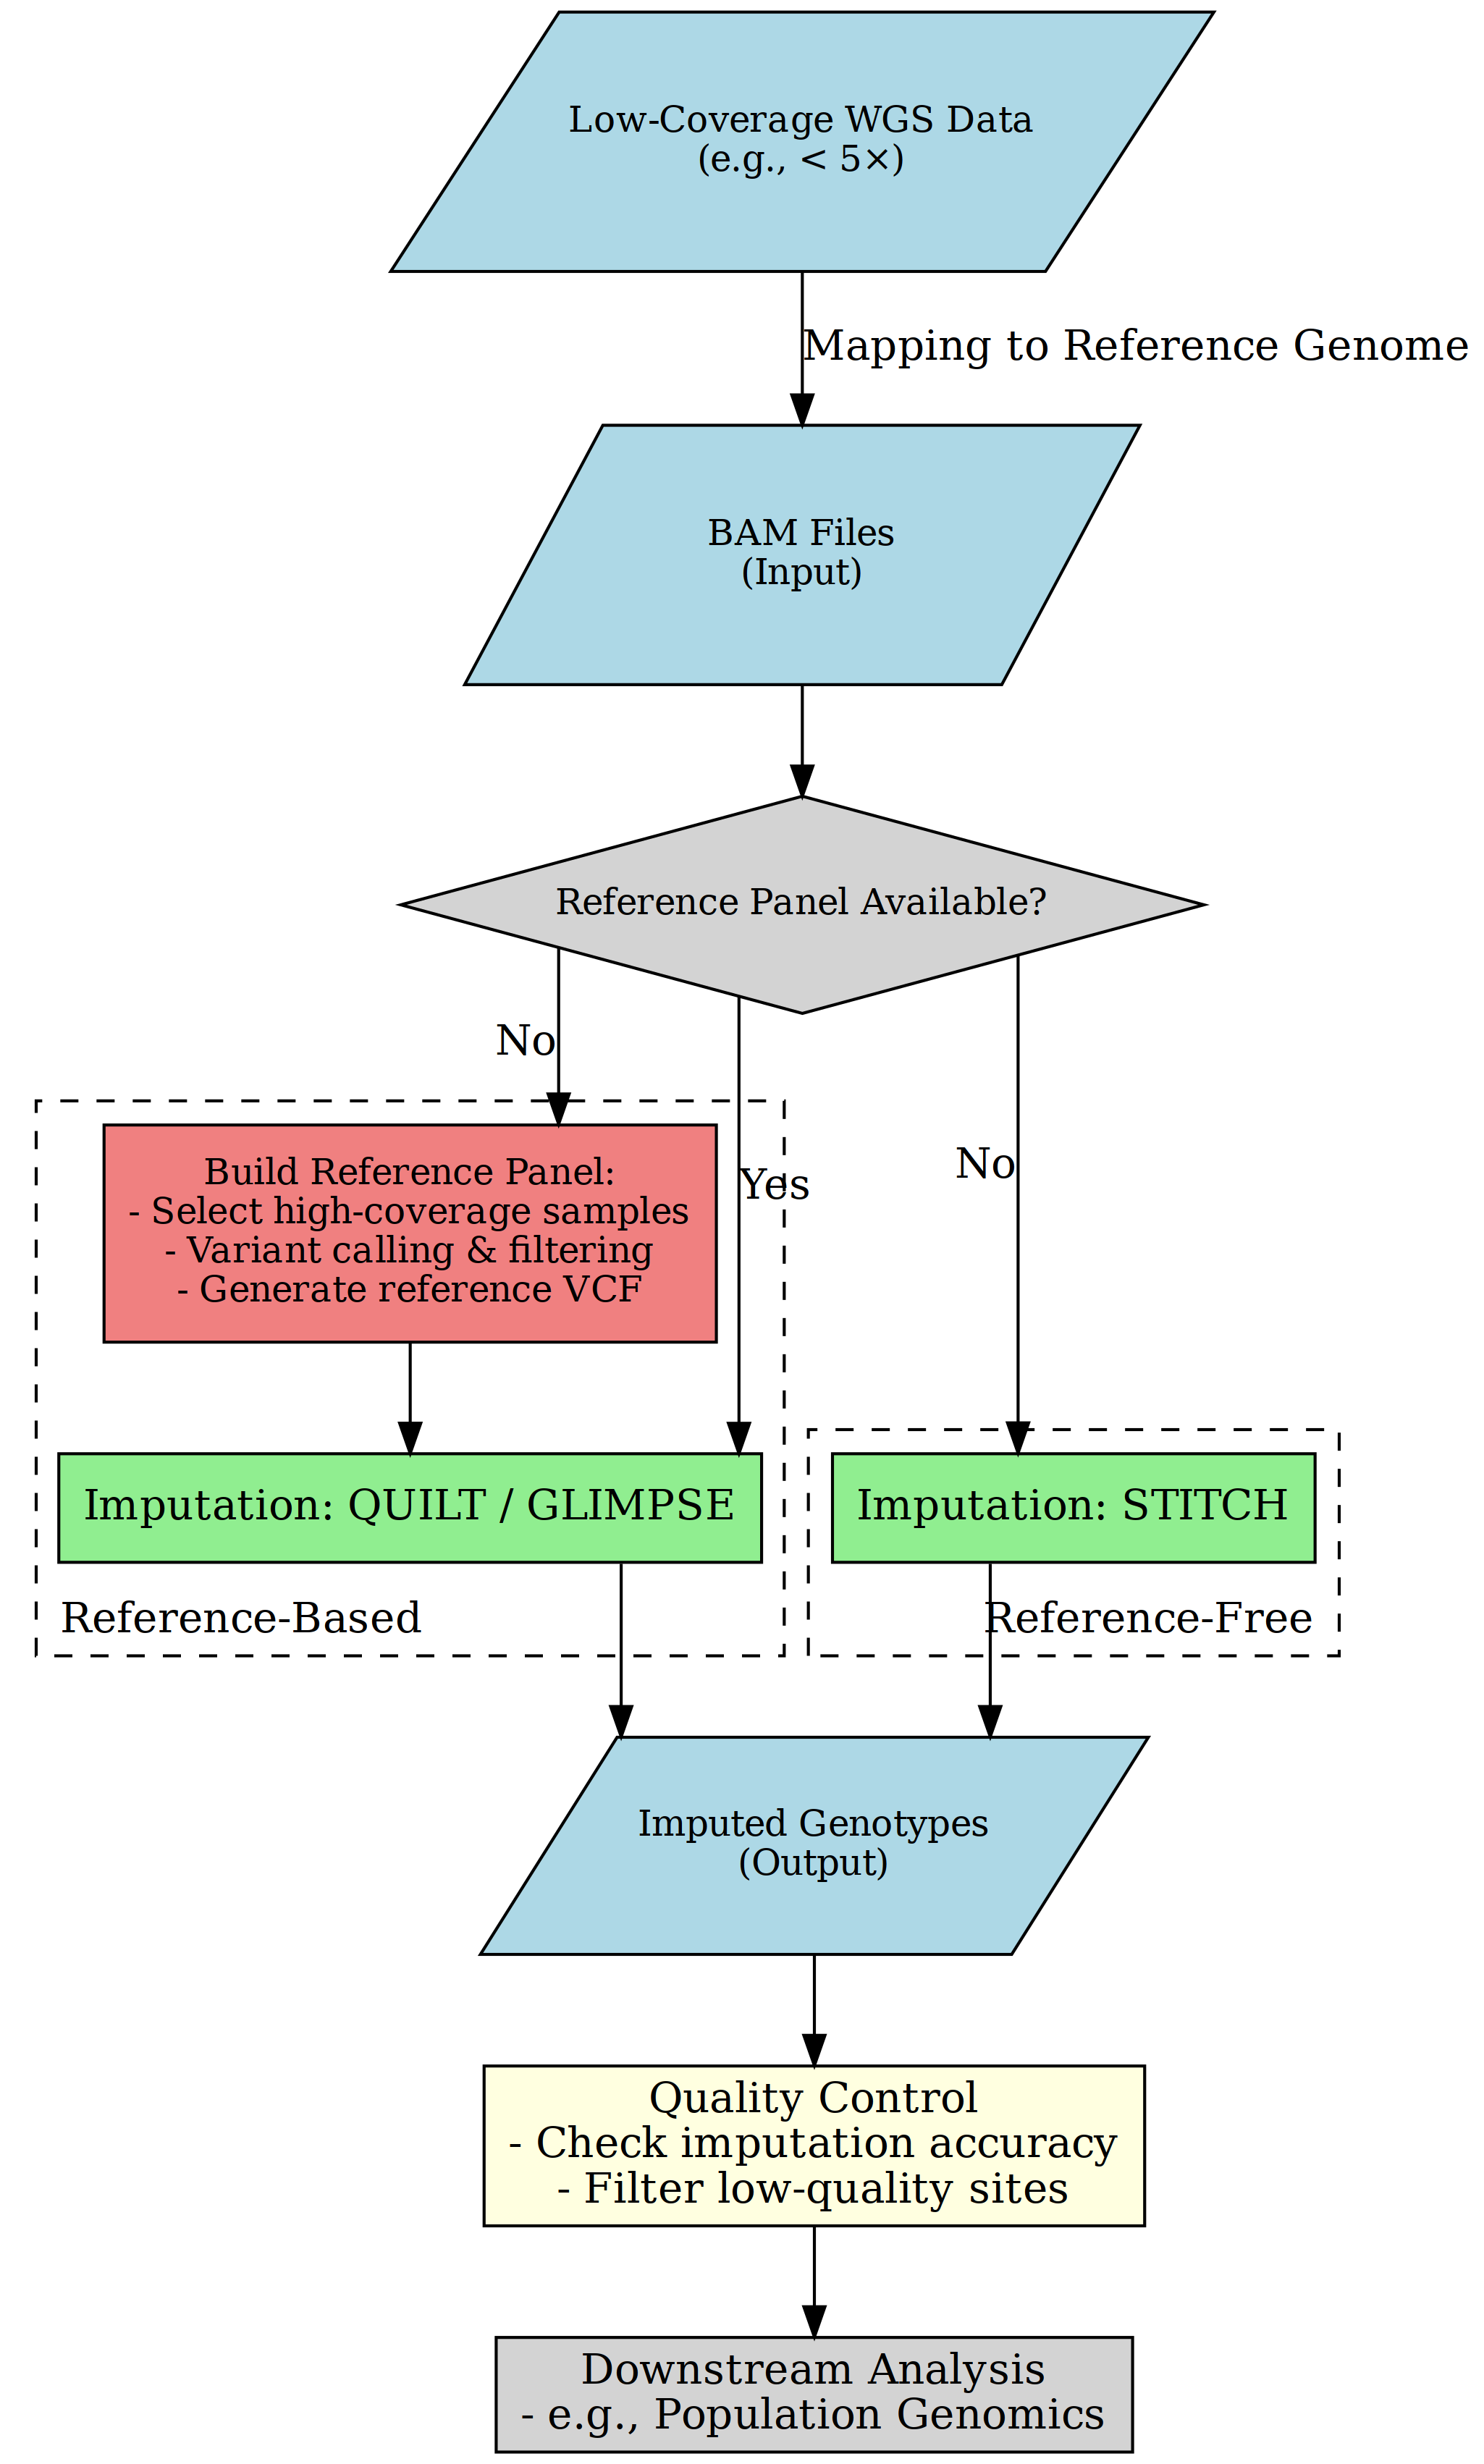 Low-Coverage WGS Data
(e.g., < 5×)
Mapping to Reference Genome
BAM Files
(Input)
Reference Panel Available?
No
Build Reference Panel:
- Select high-coverage samples
- Variant calling & filtering
- Generate reference VCF
Yes
No
Imputation: QUILT / GLIMPSE
Imputation: STITCH
Reference-Based
Reference-Free
Imputed Genotypes
(Output)
Quality Control
- Check imputation accuracy
- Filter low-quality sites
Downstream Analysis
- e.g., Population Genomics